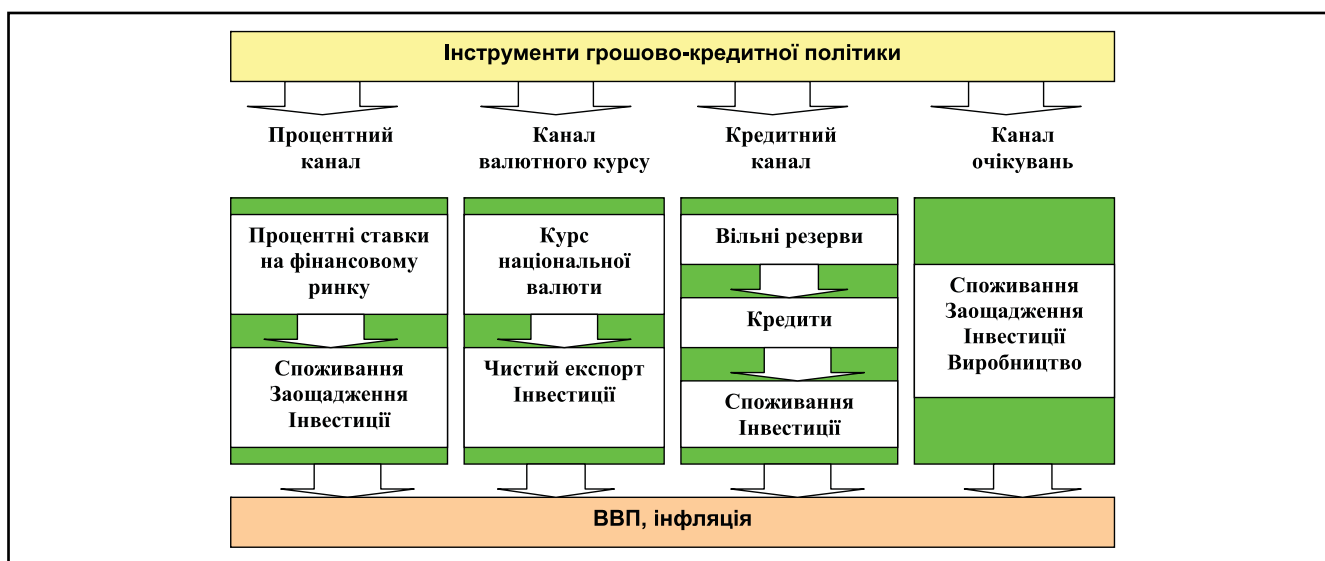 Інструменти грошово-кредитної політики
Процентний
канал
Канал
валютного курсу
Кредитний
канал
Канал
очікувань
Процентні ставки
на фінансовому
ринку
Споживання
Заощадження
Інвестиції
Курс
національної
валюти
Чистий експорт
Інвестиції
Вільні резерви
Кредити
Споживання
Інвестиції
Споживання
Заощадження
Інвестиції
Виробництво
ВВП, інфляція